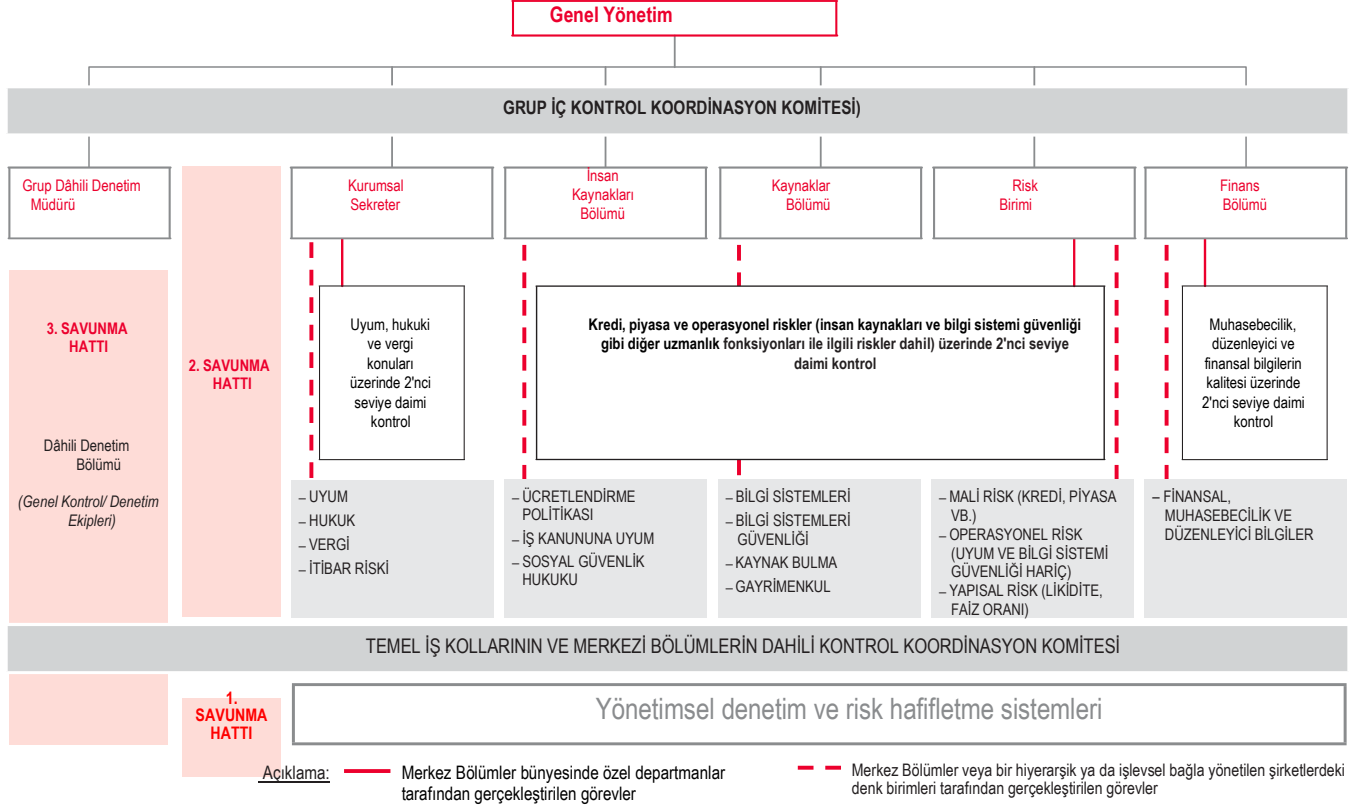 Genel Yönetim
GRUP İÇ KONTROL KOORDİNASYON KOMİTESİ)
Grup Dâhili Denetim
Müdürü
Kurumsal
Sekreter
İnsan
Kaynakları
Bölümü
Kaynaklar
Bölümü
Risk
Birimi
Finans
Bölümü
3. SAVUNMA
HATTI
Dâhili Denetim
Bölümü
(Genel Kontrol/ Denetim
Ekipleri)
2. SAVUNMA
HATTI
Uyum, hukuki
ve vergi
konuları
üzerinde 2'nci
seviye daimi
kontrol
Kredi, piyasa ve operasyonel riskler (insan kaynakları ve bilgi sistemi güvenliği
gibi diğer uzmanlık fonksiyonları ile ilgili riskler dahil) üzerinde 2'nci seviye
daimi kontrol
Muhasebecilik,
düzenleyici ve
finansal bilgilerin
kalitesi üzerinde
2'nci seviye daimi
kontrol
– UYUM
– HUKUK
– VERGİ
– İTİBAR RİSKİ
– ÜCRETLENDİRME
POLİTİKASI
– İŞ KANUNUNA UYUM
– SOSYAL GÜVENLİK
HUKUKU
– BİLGİ SİSTEMLERİ
– BİLGİ SİSTEMLERİ
GÜVENLİĞİ
– KAYNAK BULMA
– GAYRİMENKUL
– MALİ RİSK (KREDİ, PİYASA
VB.)
– OPERASYONEL RİSK
(UYUM VE BİLGİ SİSTEMİ
GÜVENLİĞİ HARİÇ)
– YAPISAL RİSK (LİKİDİTE,
FAİZ ORANI)
– FİNANSAL,
MUHASEBECİLİK VE
DÜZENLEYİCİ BİLGİLER
TEMEL İŞ KOLLARININ VE MERKEZİ BÖLÜMLERİN DAHİLİ KONTROL KOORDİNASYON KOMİTESİ
1.
SAVUNMA
HATTI
Yönetimsel denetim ve risk hafifletme sistemleri
Açıklama:
Merkez Bölümler bünyesinde özel departmanlar
tarafından gerçekleştirilen görevler
Merkez Bölümler veya bir hiyerarşik ya da işlevsel bağla yönetilen şirketlerdeki
denk birimleri tarafından gerçekleştirilen görevler